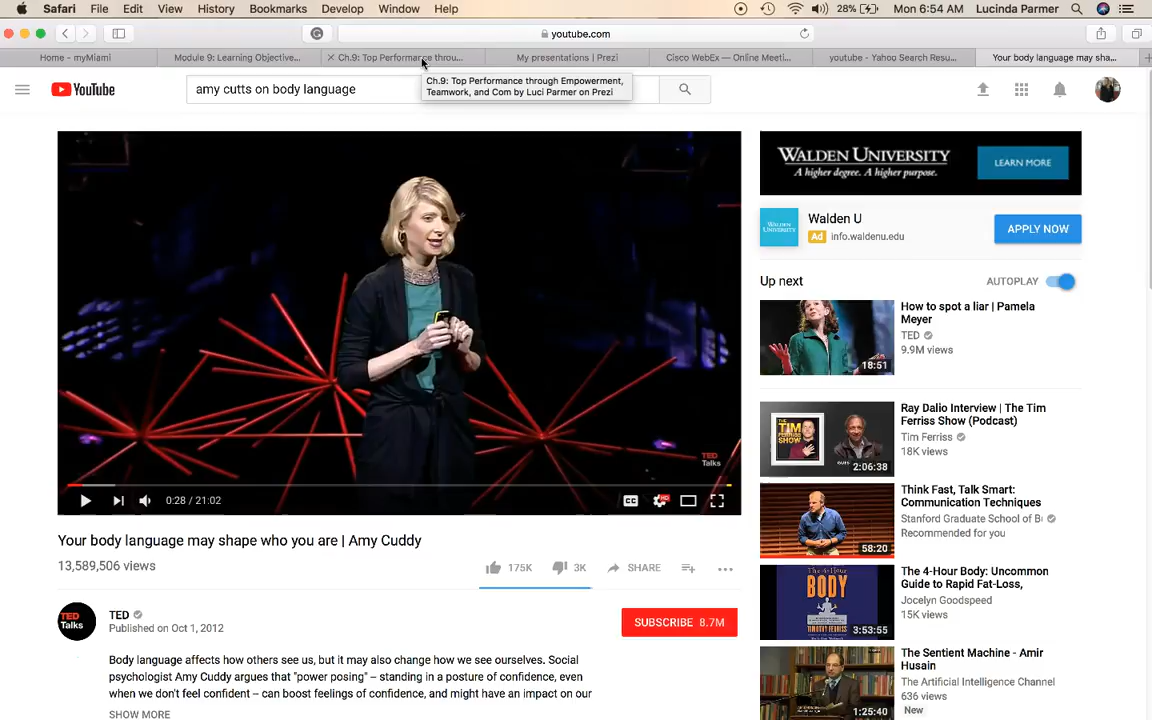 Safari File Edit View History Bookmarks Develop Window Help 28% Mon 6:54 AM Lucinda Parmer
youtube.com
Home - myMiami
Module 9: Learning Objective...
Ch.9: Top Performance throu...
My presentations | Prezi
Cisco WebEx — Online Meeti...
youtube - Yahoo Search Resu...
Your body language may sha...
Ch.9: Top Performance through Empowerment,
Teamwork, and Com by Luci Parmer on Prezi
YouTube
amy cutts on body language
TED
Talks
0:28 / 21:02
CC
HD
Your body language may shape who you are | Amy Cuddy
13,589,506 views
175K
3K
SHARE
TED
Talks
TED
Published on Oct 1, 2012
SUBSCRIBE 8.7M
Body language affects how others see us, but it may also change how we see ourselves. Social
psychologist Amy Cuddy argues that "power posing" -- standing in a posture of confidence, even
when we don't feel confident -- can boost feelings of confidence, and might have an impact on our
SHOW MORE
WALDEN UNIVERSITY
A higher degree. A higher purpose.
LEARN MORE
WALDEN
UNIVERSITY
Walden U
Ad info.waldenu.edu
APPLY NOW
Up next
AUTOPLAY
How to spot a liar | Pamela
Meyer
TED
9.9M views
18:51
Ray Dalio Interview | The Tim
Ferriss Show (Podcast)
Tim Ferriss
18K views
THE
TIM
FERRISS
SHOW
2:06:38
Think Fast, Talk Smart:
Communication Techniques
Stanford Graduate School of B
Recommended for you
58:20
The 4-Hour Body: Uncommon
Guide to Rapid Fat-Loss,
Jocelyn Goodspeed
15K views
BODY
TIMOTHY FERRISS
3:53:55
The Sentient Machine - Amir
Husain
The Artificial Intelligence Channel
636 views
New
1:25:40